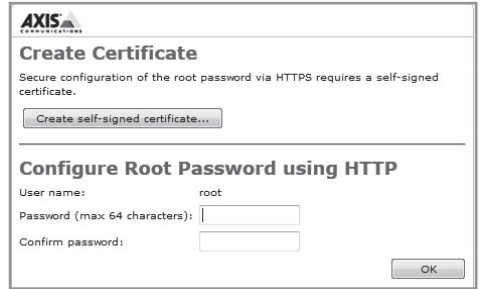 AXIS
COMMUNICATIONS
Create Certificate
Secure configuration of the root password via HTTPS requires a self-signed
certificate.
Create self-signed certificate...
Configure Root Password using HTTP
User name: root
Password (max 64 characters):
Confirm password:
OK